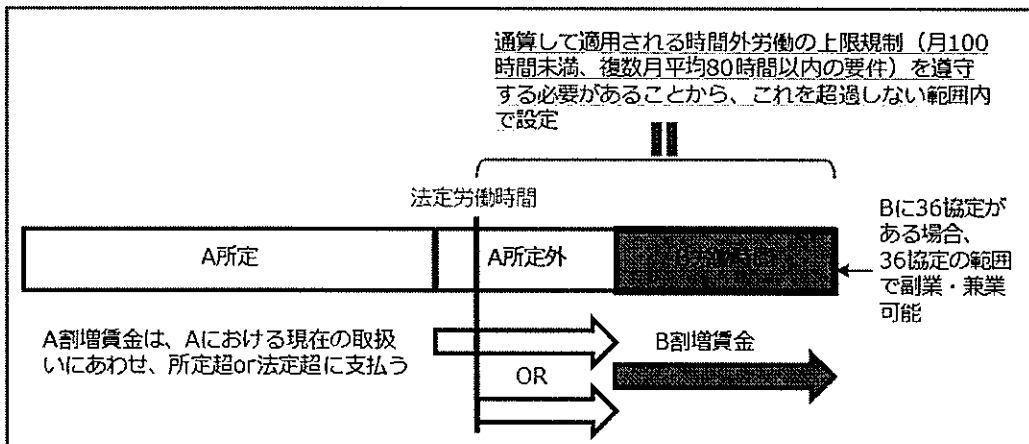 通算して適用される時間外労働の上限規制（月100
時間未満、複数月平均80時間以内の要件）を遵守
する必要があることから、これを超過しない範囲内
で設定
法定労働時間
A所定
A所定外
Bに36協定が
ある場合、
36協定の範囲
で副業・兼業
可能
A割増賃金は、Aにおける現在の取扱
いにあわせ、所定超or法定超に支払う
OR
B割増賃金